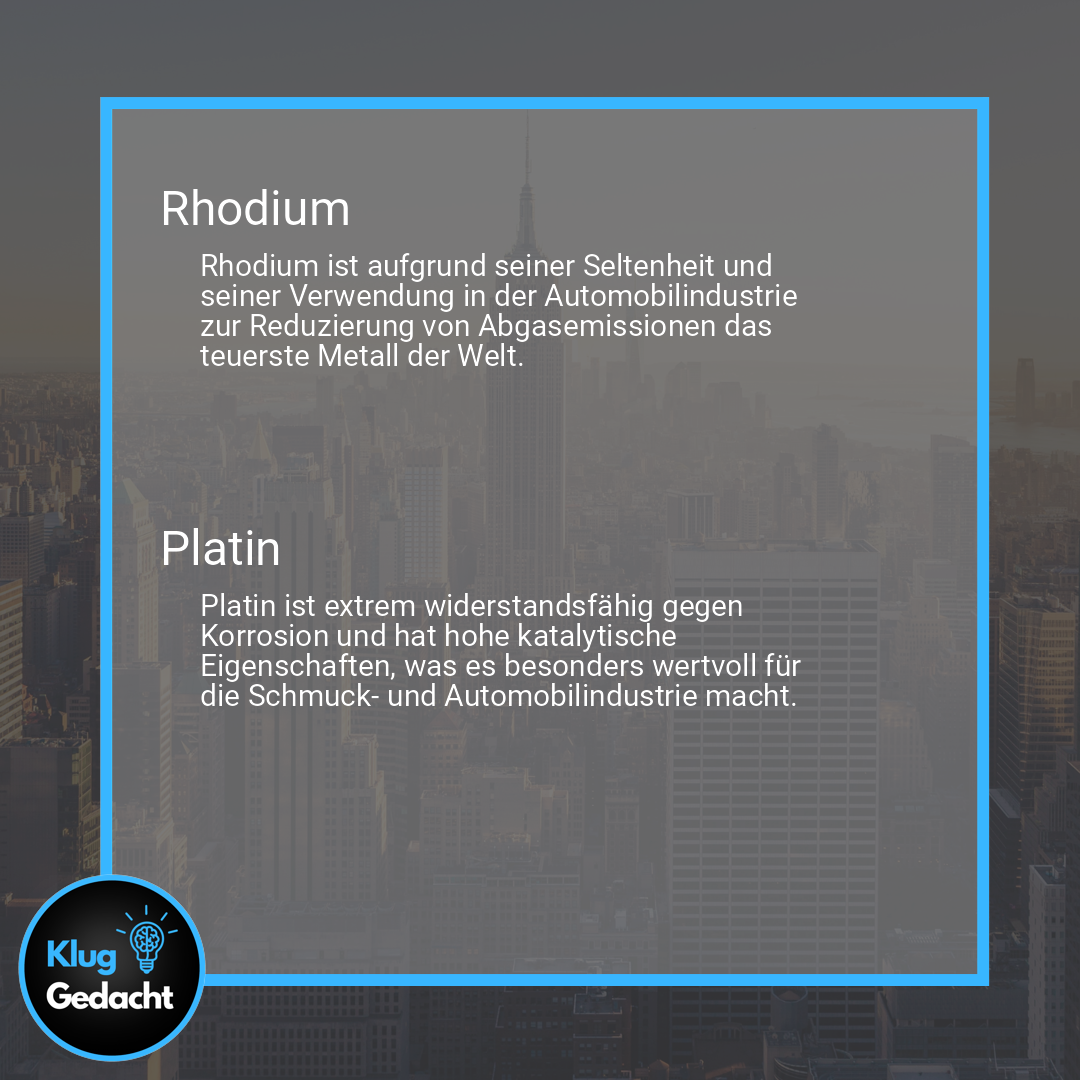 Rhodium
Rhodium ist aufgrund seiner Seltenheit und
seiner Verwendung in der Automobilindustrie
zur Reduzierung von Abgasemissionen das
teuerste Metall der Welt.
Platin
Platin ist extrem widerstandsfähig gegen
Korrosion und hat hohe katalytische
Eigenschaften, was es besonders wertvoll für
die Schmuck- und Automobilindustrie macht.
Klug
Gedacht